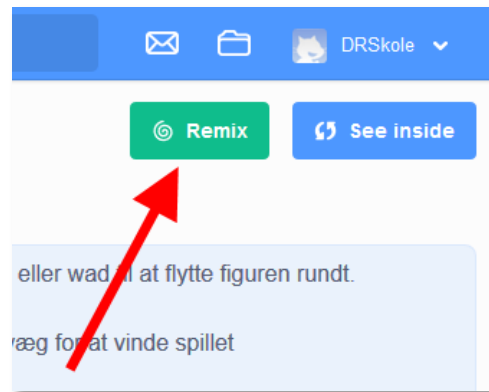 DRSkole
Remix See inside
eller wad til at flytte figuren rundt.
væg for at vinde spillet